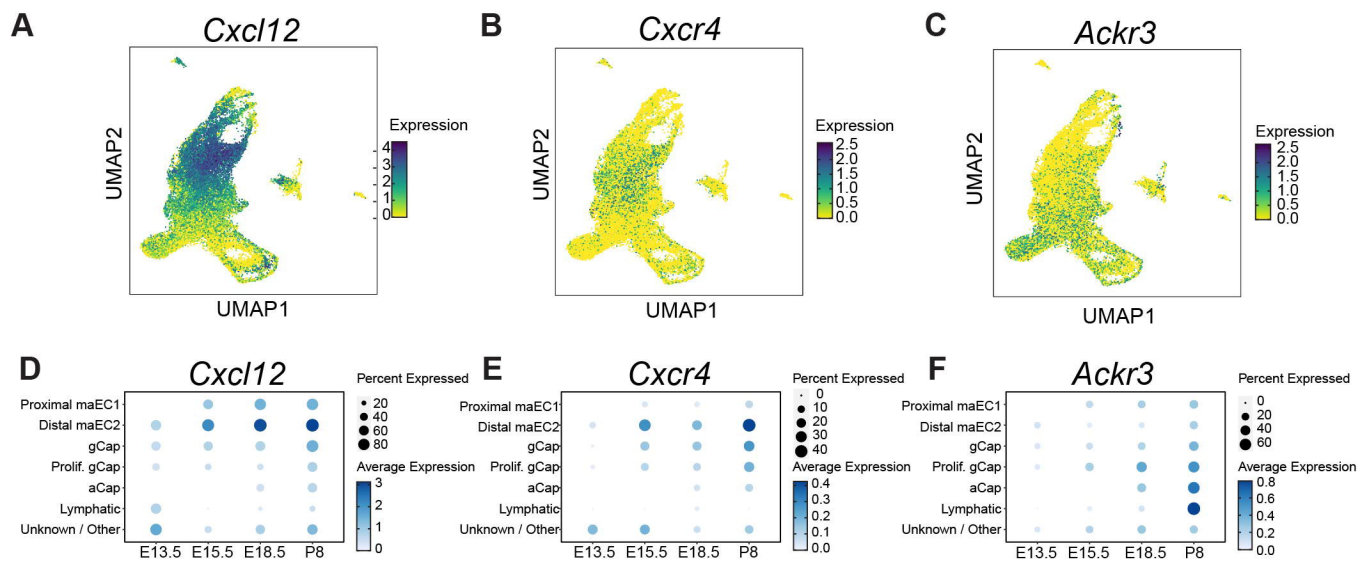 A
Cxcl12
UMAP2
UMAP1
Expression
4
3
2
1
0
B
Cxcr4
UMAP2
UMAP1
Expression
2.5
2.0
1.5
1.0
0.5
0.0
C
Ackr3
UMAP2
UMAP1
Expression
2.5
2.0
1.5
1.0
0.5
0.0
D
Cxcl12
Proximal maEC1
Distal maEC2
gCap
Prolif. gCap
aCap
Lymphatic
Unknown / Other
E13.5 E15.5 E18.5 P8
Percent Expressed
20
40
60
80
Average Expression
3
2
1
0
E
Cxcr4
Proximal maEC1
Distal maEC2
gCap
Prolif. gCap
aCap
Lymphatic
Unknown / Other
E13.5 E15.5 E18.5 P8
Percent Expressed
0
10
20
30
40
Average Expression
0.4
0.3
0.2
0.1
0.0
F
Ackr3
Proximal maEC1
Distal maEC2
gCap
Prolif. gCap
aCap
Lymphatic
Unknown / Other
E13.5 E15.5 E18.5 P8
Percent Expressed
0
20
40
60
Average Expression
0.8
0.6
0.4
0.2
0.0